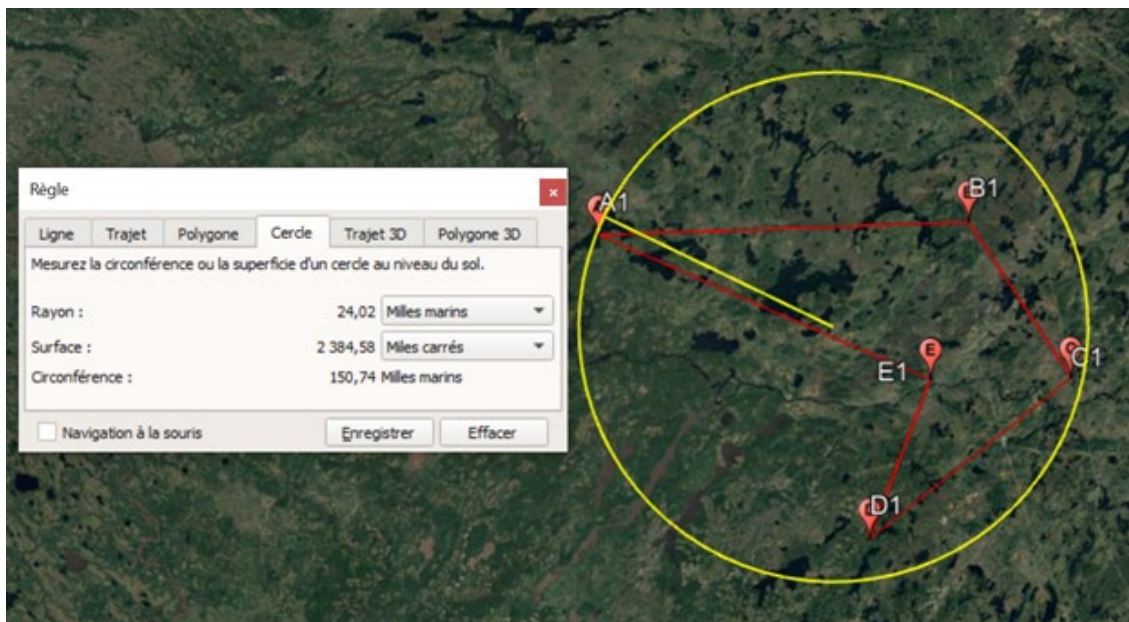 Règle
Ligne Trajet Polygone Cercle Trajet 3D Polygone 3D
Mesurez la circonférence ou la superficie d'un cercle au niveau du sol.
Rayon : 24,02 Milles marins
Surface : 2 384,58 Miles carrés
Circonférence : 150,74 Milles marins
Navigation à la souris Enregistrer Effacer
A1
B1
C1
E
E1
D1